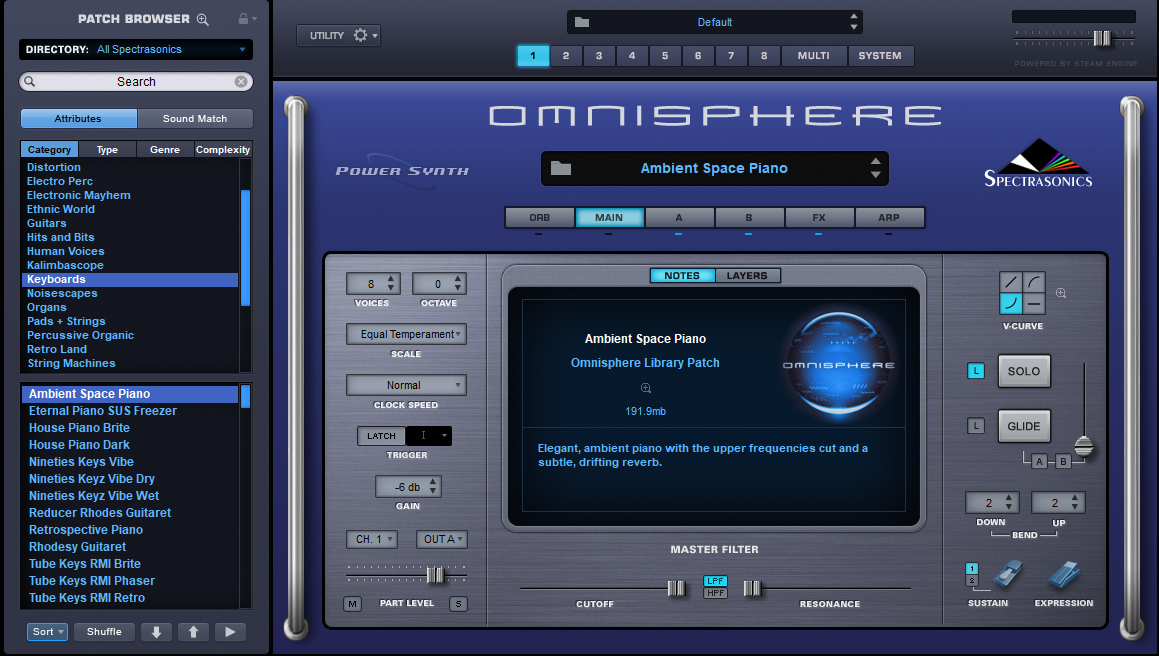 PATCH BROWSER
DIRECTORY: All Spectrasonics
Search
Attributes Sound Match
Category Type Genre Complexity
Distortion
Electro Perc
Electronic Mayhem
Ethnic World
Guitars
Hits and Bits
Human Voices
Kalimbascope
Keyboards
Noisescapes
Organs
Pads + Strings
Percussive Organic
Retro Land
String Machines
Ambient Space Piano
Eternal Piano SUS Freezer
House Piano Brite
House Piano Dark
Nineties Keys Vibe
Nineties Keyz Vibe Dry
Nineties Keys Vibe Wet
Reducer Rhodes Guitaret
Retrospective Piano
Rhodesy Guitaret
Tube Keys RMI Brite
Tube Keys RMI Phaser
Tube Keys RMI Retro
Sort Shuffle
UTILITY
Default
1 2 3 4 5 6 7 8 MULTI SYSTEM
POWERED BY STEAM ENGINE
OMNISPHERE
POWER SYNTH
Ambient Space Piano
SPECTRASONICS
ORB MAIN A B FX ARP
8 0
VOICES OCTAVE
Equal Temperament
SCALE
Normal
CLOCK SPEED
LATCH
TRIGGER
-6 db
GAIN
CH. 1 OUT A
M PART LEVEL S
NOTES LAYERS
Ambient Space Piano
Omnisphere Library Patch
191.9mb
OMNISPHERE
Elegant, ambient piano with the upper frequencies cut and a
subtle, drifting reverb.
MASTER FILTER
LPF
HPF
CUTOFF RESONANCE
V-CURVE
L SOLO
L GLIDE
A B
2 2
DOWN UP
BEND
1
2
SUSTAIN EXPRESSION